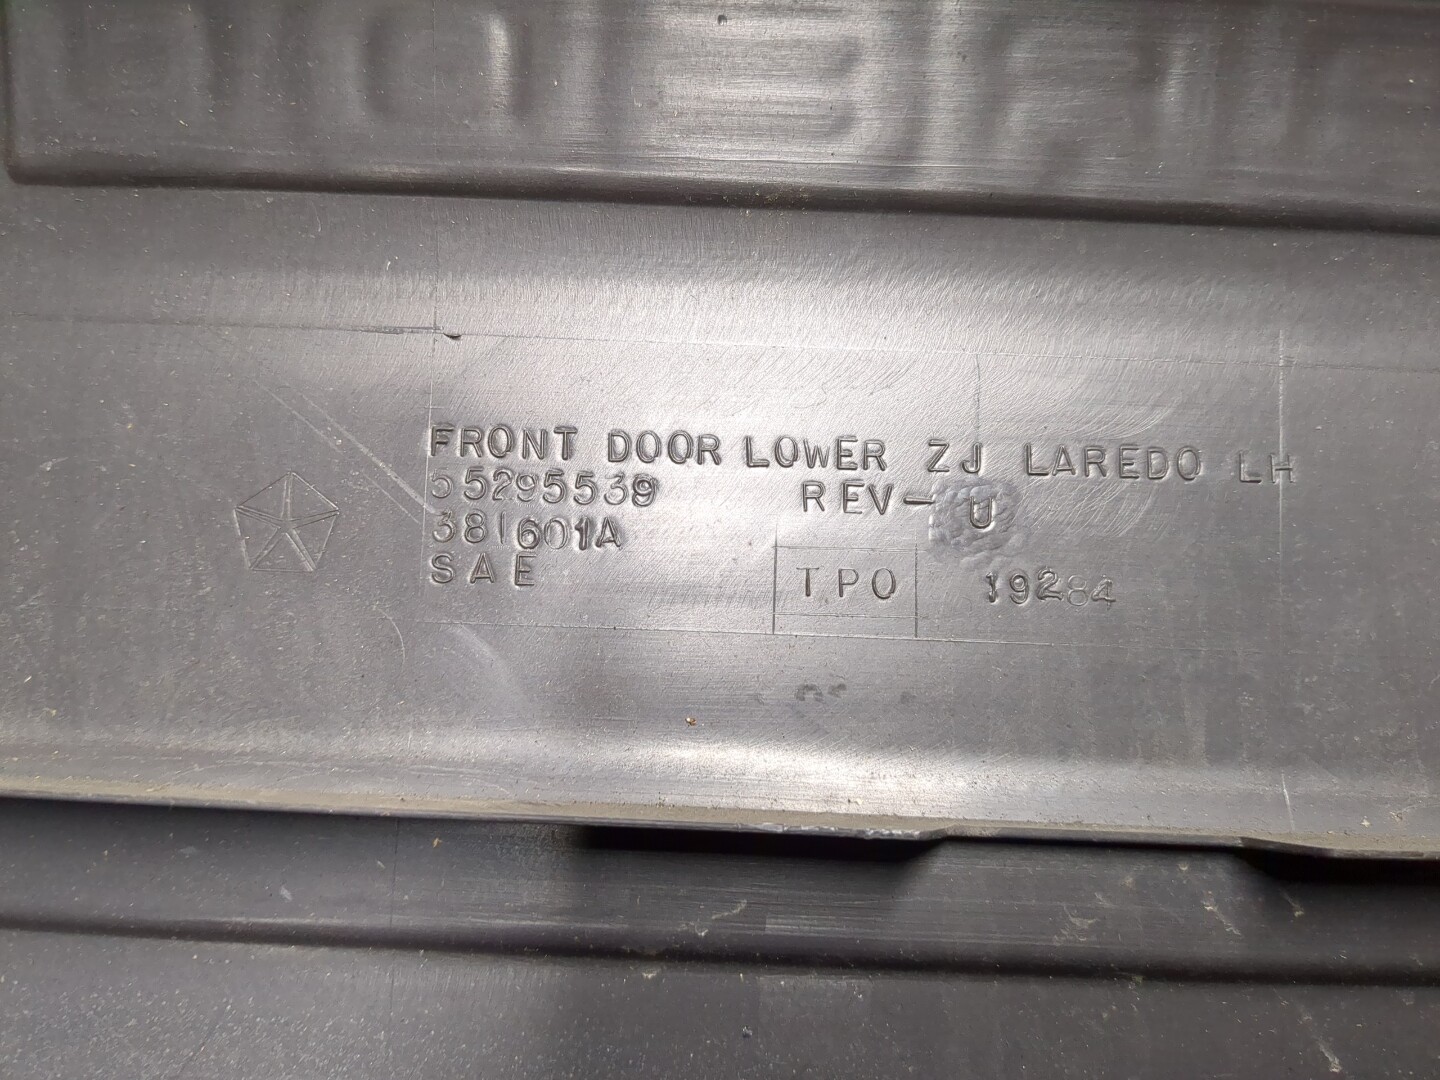 FRONT DOOR LOWER ZJ LAREDO LH
55295539 REV- U
381601A
SAE TPO 19284